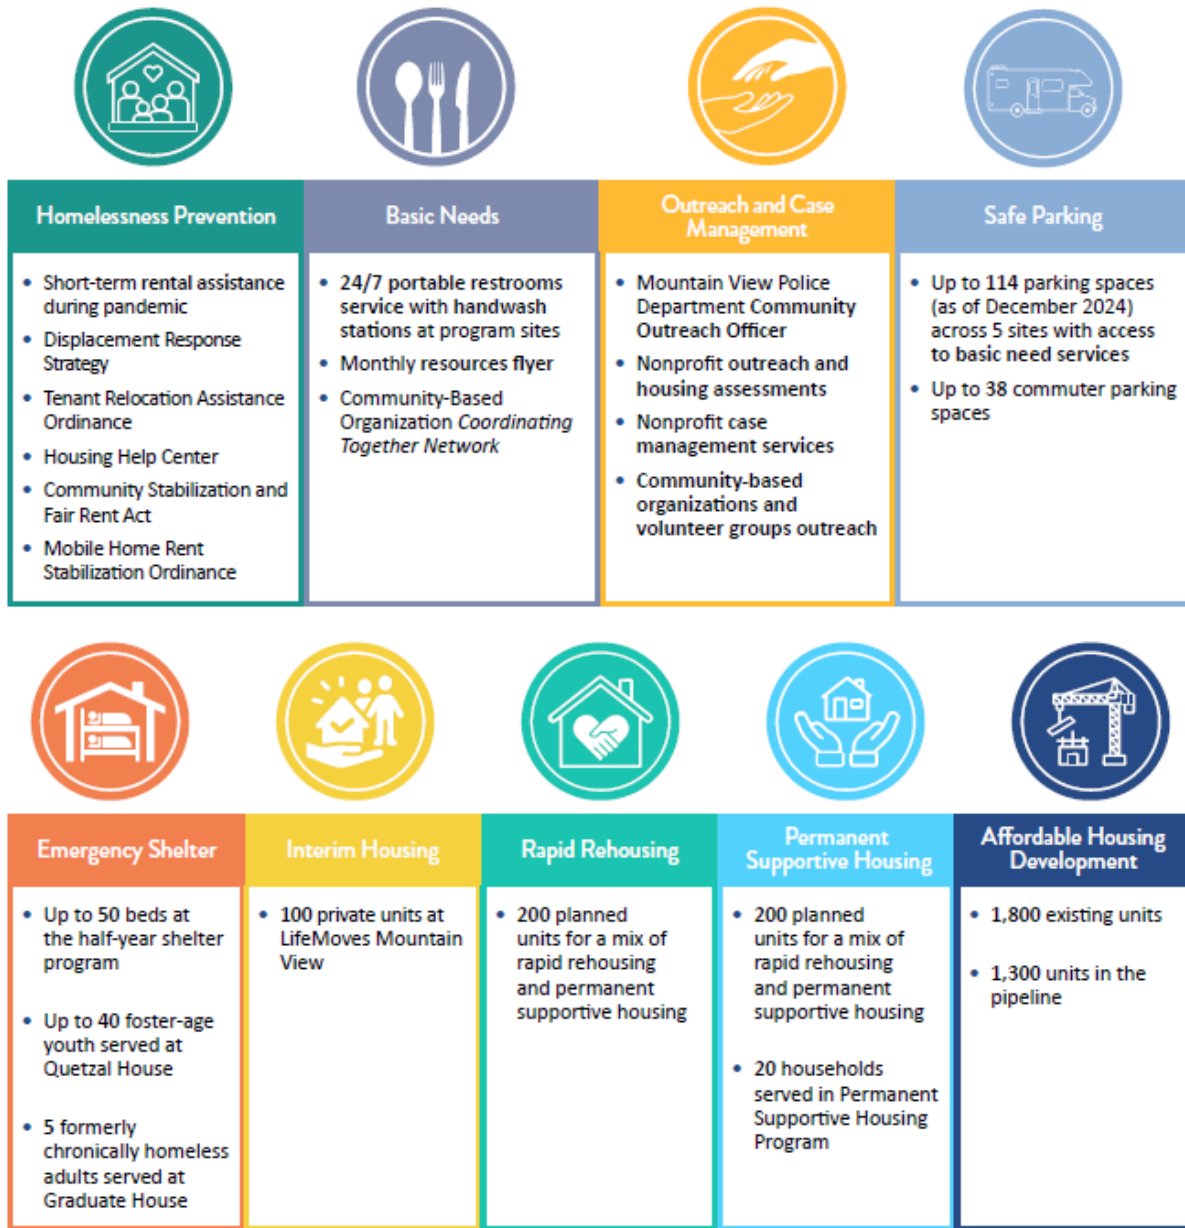 Homelessness Prevention
• Short-term rental assistance
during pandemic
• Displacement Response
Strategy
• Tenant Relocation Assistance
Ordinance
• Housing Help Center
• Community Stabilization and
Fair Rent Act
• Mobile Home Rent
Stabilization Ordinance
Basic Needs
• 24/7 portable restrooms
service with handwash
stations at program sites
• Monthly resources flyer
• Community-Based
Organization Coordinating
Together Network
Outreach and Case
Management
• Mountain View Police
Department Community
Outreach Officer
• Nonprofit outreach and
housing assessments
• Nonprofit case
management services
• Community-based
organizations and
volunteer groups outreach
Safe Parking
• Up to 114 parking spaces
(as of December 2024)
across 5 sites with access
to basic need services
• Up to 38 commuter parking
spaces
Emergency Shelter
• Up to 50 beds at
the half-year shelter
program
• Up to 40 foster-age
youth served at
Quetzal House
• 5 formerly
chronically homeless
adults served at
Graduate House
Interim Housing
• 100 private units at
LifeMoves Mountain
View
Rapid Rehousing
• 200 planned
units for a mix of
rapid rehousing
and permanent
supportive housing
Permanent
Supportive Housing
• 200 planned
units for a mix of
rapid rehousing
and permanent
supportive housing
• 20 households
served in Permanent
Supportive Housing
Program
Affordable Housing
Development
• 1,800 existing units
• 1,300 units in the
pipeline